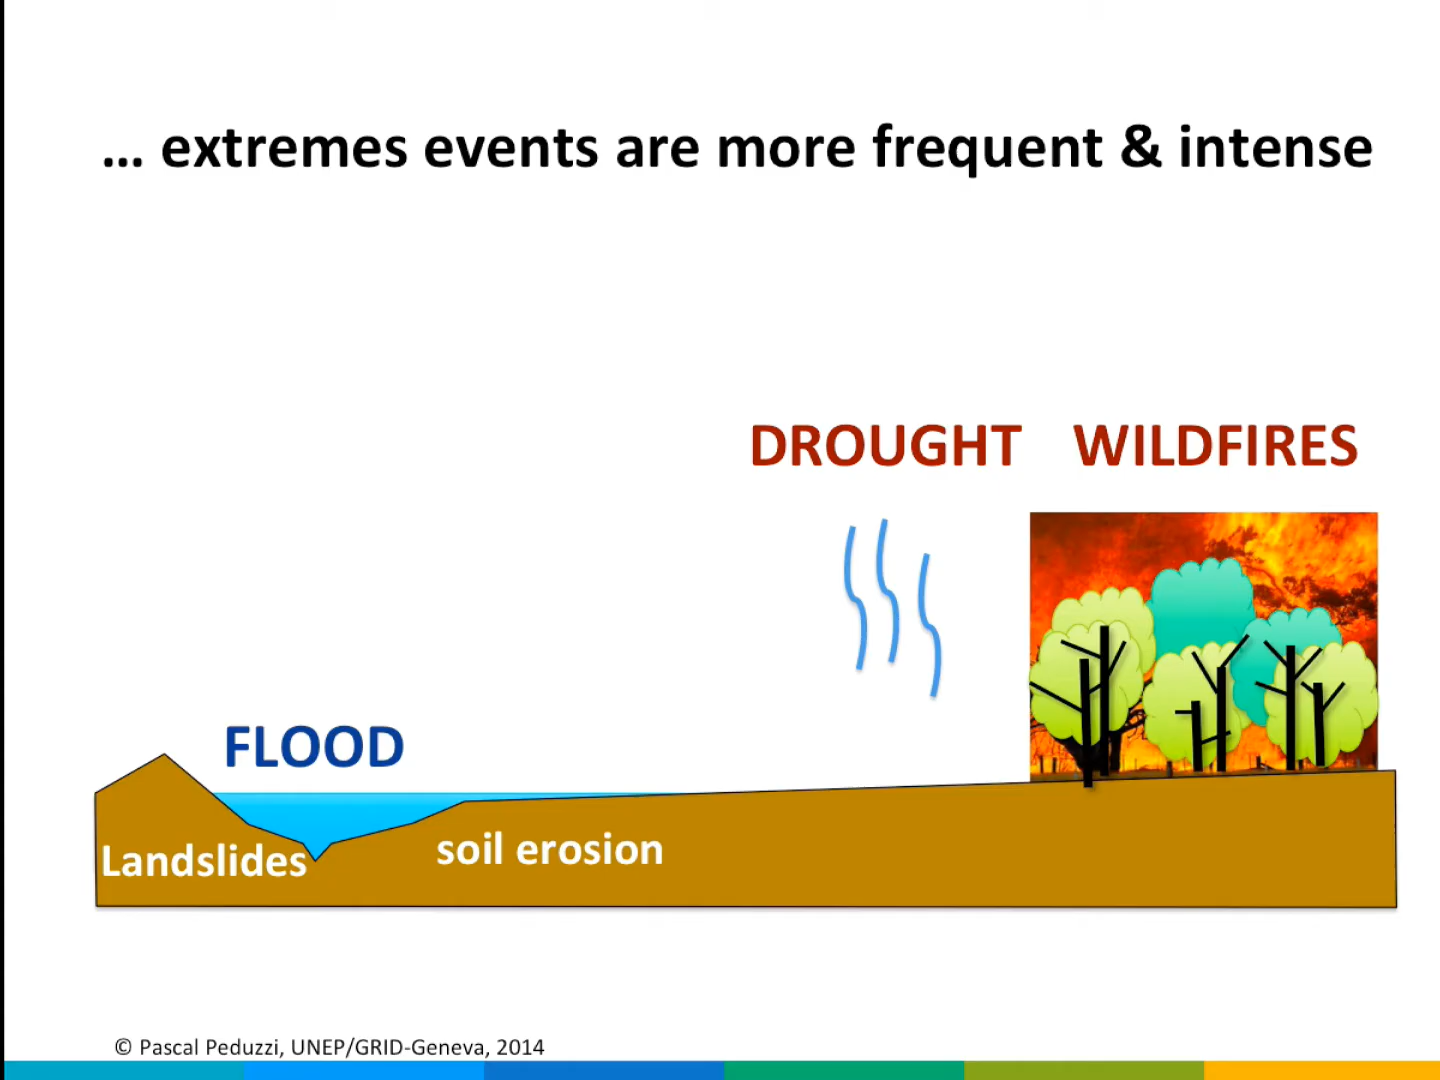 ... extremes events are more frequent & intense
DROUGHT WILDFIRES
FLOOD
Landslides
soil erosion
© Pascal Peduzzi, UNEP/GRID-Geneva, 2014